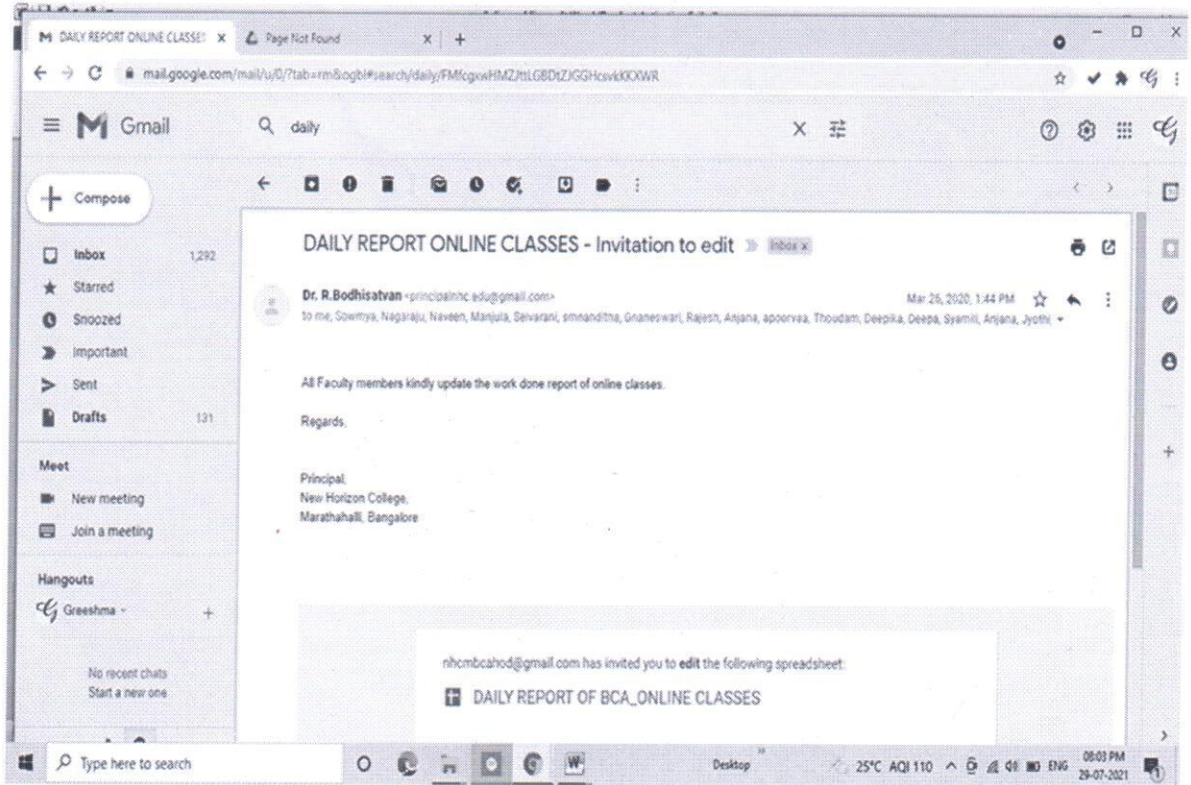 DAILY REPORT ONLINE CLASSES x Page Not Found x +
mail.google.com/mail/u/0/?tab=rm&ogbl#search/daily/
Gmail daily
Compose
DAILY REPORT ONLINE CLASSES - Invitation to edit Inbox x
Inbox 1,292
Starred
Dr. R.Bodhisatvan <principalnhc.edu@gmail.com> Mar 26, 2020, 1:44 PM
to me, Sowmya, Nagaraju, Naveen, Manjula, Selvarani, smnanditha, Gnaneswari, Rajesh, Anjana, apoorvaa, Thoudam, Deepika, Deepa, Syamili, Anjana, Jyothi,
Snoozed
Important
Sent
All Faculty members kindly update the work done report of online classes.
Drafts 131
Regards,
Meet
Principal,
New Horizon College,
Marathahalli, Bangalore
New meeting
Join a meeting
Hangouts
Greeshma
No recent chats
Start a new one
nhcmbcahod@gmail.com has invited you to edit the following spreadsheet:
DAILY REPORT OF BCA_ONLINE CLASSES
Type here to search Desktop 25°C AQI 110 ENG 08:03 PM
29-07-2021